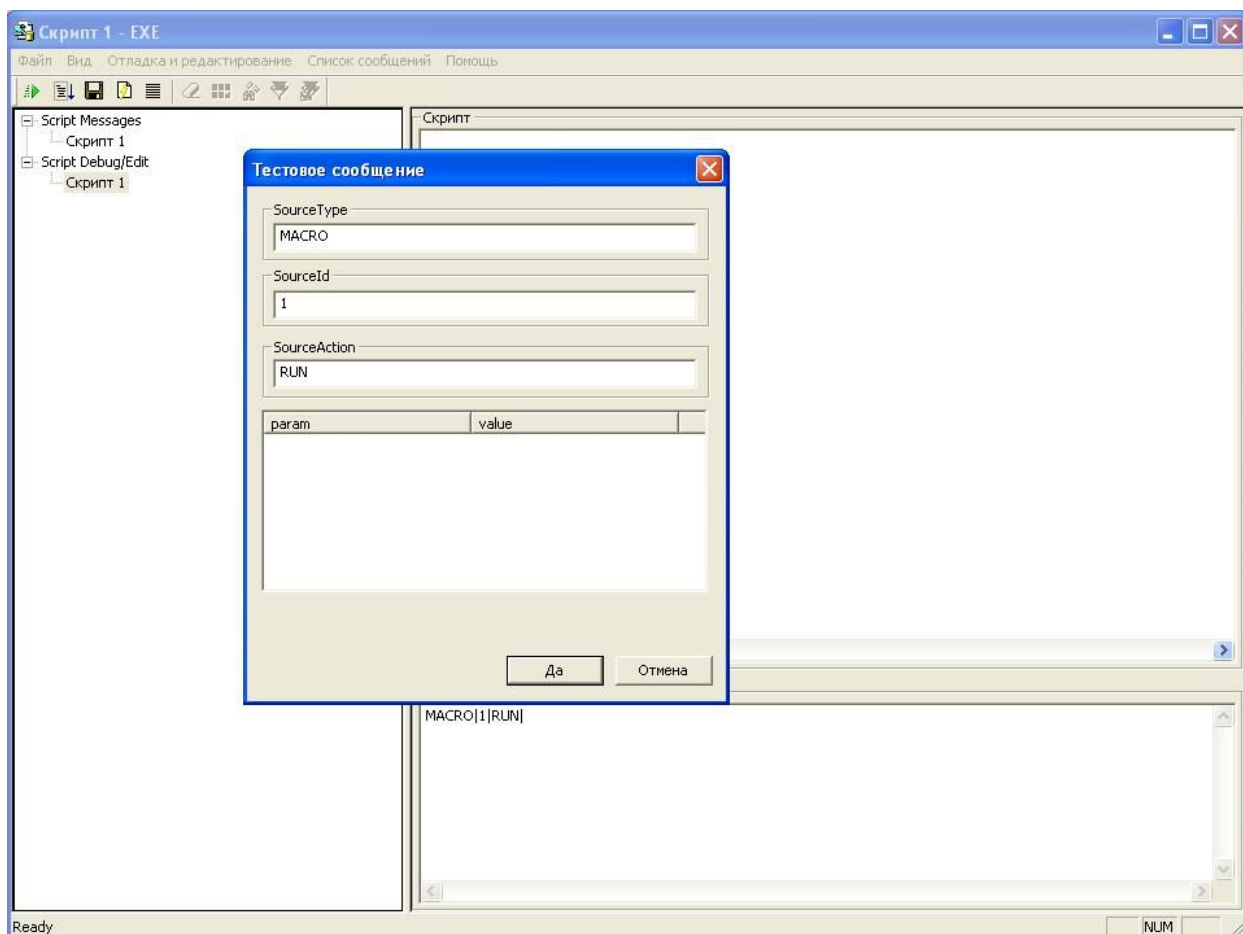 Скрипт 1 - EXE
Файл Вид Отладка и редактирование Список сообщений Помощь
Script Messages
Скрипт 1
Script Debug/Edit
Скрипт 1
Скрипт
Тестовое сообщение
SourceType
MACRO
SourceId
1
SourceAction
RUN
param value
Да Отмена
MACRO|1|RUN|
Ready NUM